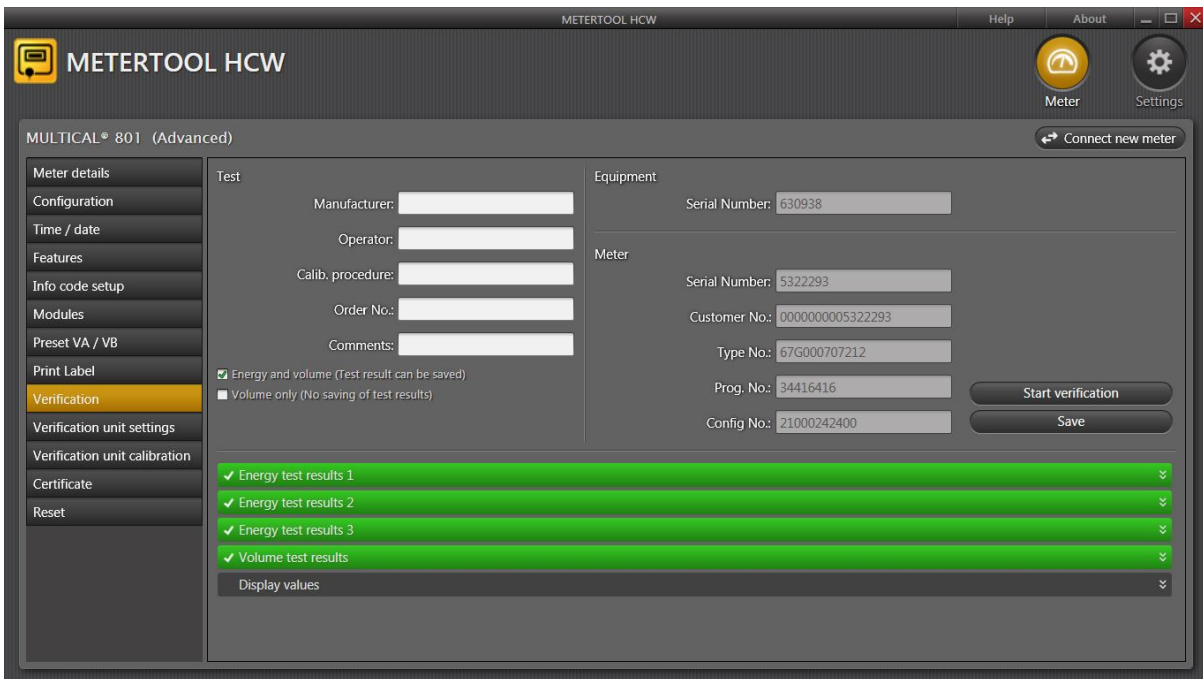 METERTOOL HCW
Help
About
METERTOOL HCW
Meter
Settings
MULTICAL® 801 (Advanced)
Connect new meter
Meter details
Configuration
Time / date
Features
Info code setup
Modules
Preset VA / VB
Print Label
Verification
Verification unit settings
Verification unit calibration
Certificate
Reset
Test
Manufacturer:
Operator:
Calib. procedure:
Order No.:
Comments:
Energy and volume (Test result can be saved)
Volume only (No saving of test results)
Equipment
Serial Number: 630938
Meter
Serial Number: 5322293
Customer No.: 0000000005322293
Type No.: 67G000707212
Prog. No.: 34416416
Config No.: 21000242400
Start verification
Save
Energy test results 1
Energy test results 2
Energy test results 3
Volume test results
Display values